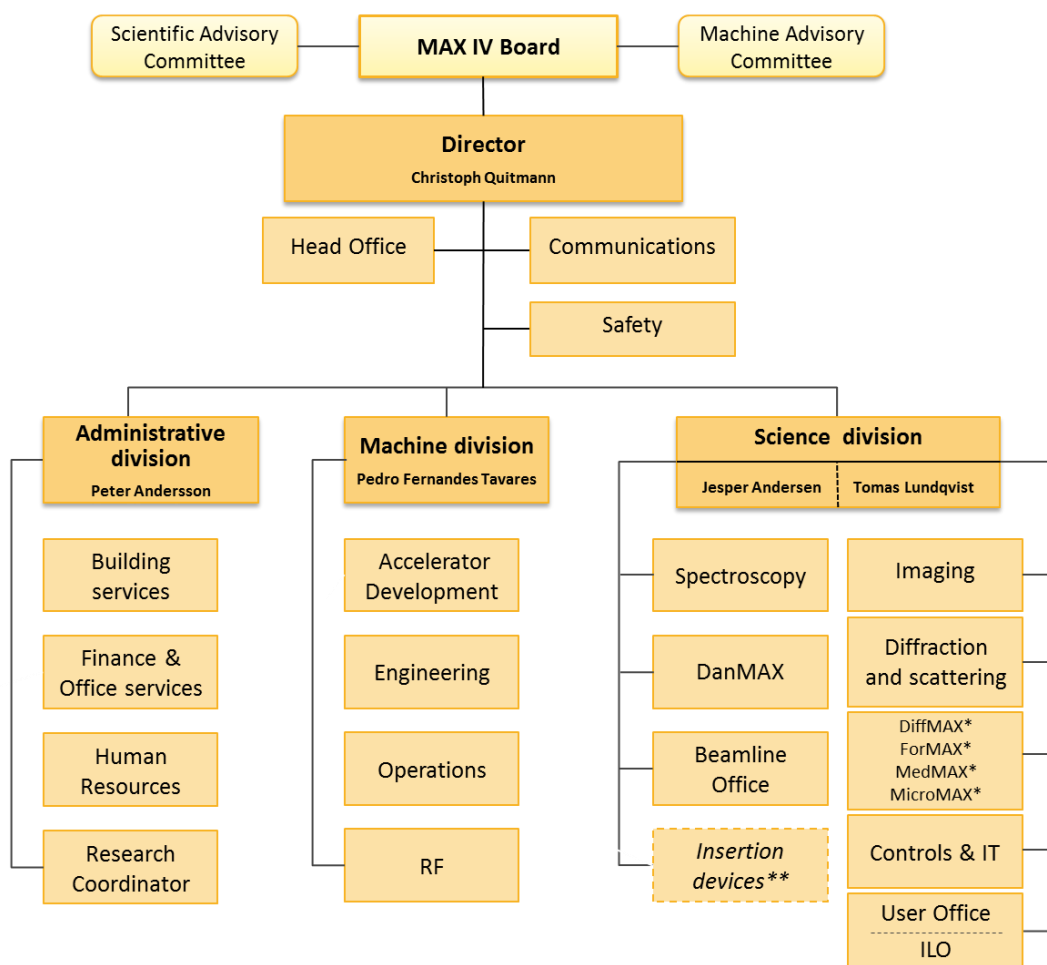 Scientific Advisory
Committee
MAX IV Board
Machine Advisory
Committee
Director
Christoph Quitmann
Head Office
Communications
Safety
Administrative
division
Peter Andersson
Machine division
Pedro Fernandes Tavares
Science division
Jesper Andersen
Tomas Lundqvist
Building
services
Finance &
Office services
Human
Resources
Research
Coordinator
Accelerator
Development
Engineering
Operations
RF
Spectroscopy
DanMAX
Beamline
Office
Insertion
devices**
Imaging
Diffraction
and scattering
DiffMAX*
ForMAX*
MedMAX*
MicroMAX*
Controls & IT
User Office
ILO